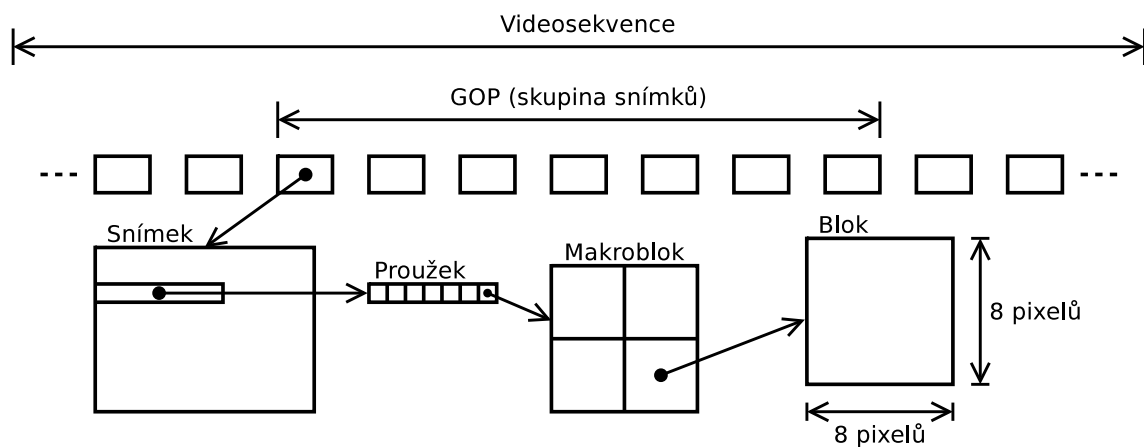 Videosekvence
GOP (skupina snímků)
Snímek
Proužek
Makroblok
Blok
8 pixelů
8 pixelů